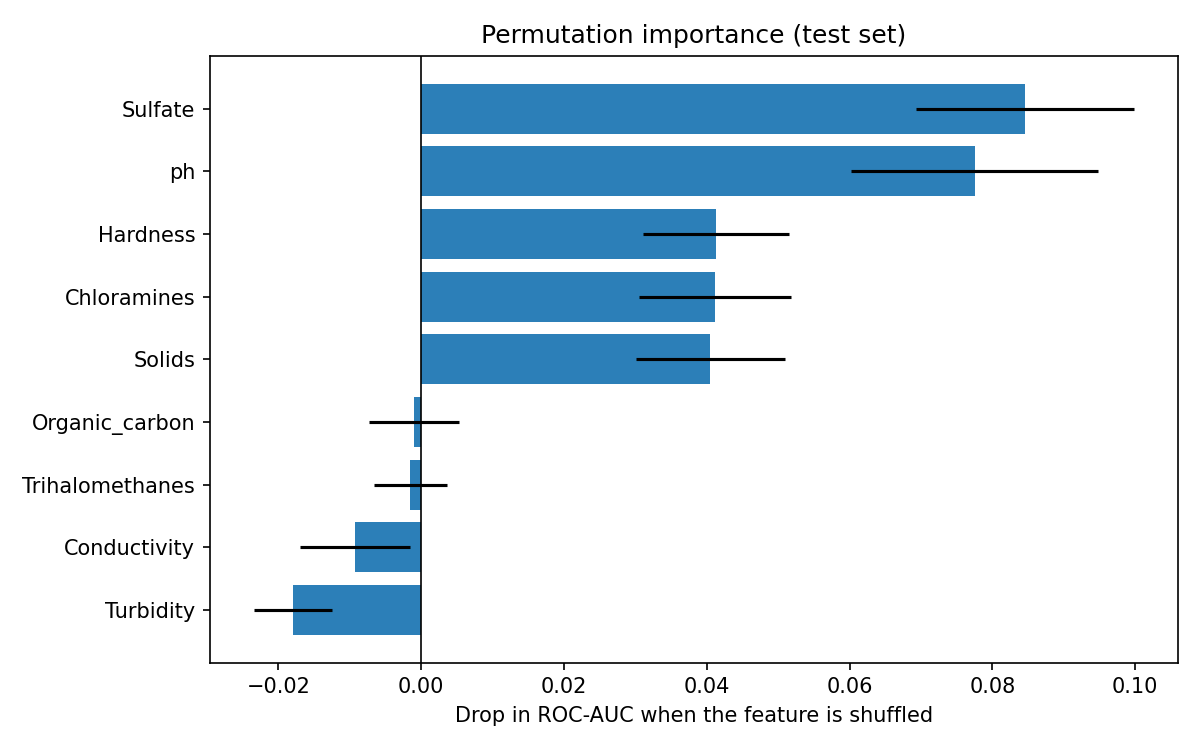 Permutation importance (test set)
Sulfate
ph
Hardness
Chloramines
Solids
Organic_carbon
Trihalomethanes
Conductivity
Turbidity
−0.02 0.00 0.02 0.04 0.06 0.08 0.10
Drop in ROC-AUC when the feature is shuffled